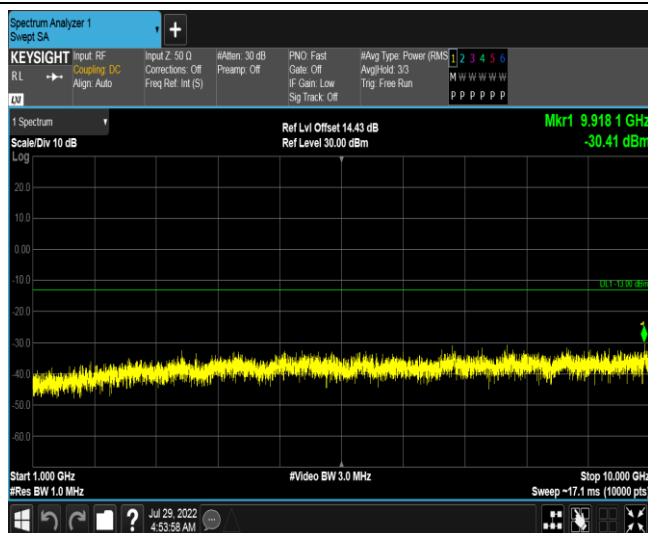 Spectrum Analyzer 1
Swept SA
+
KEYSIGHT
RL
LXI
Input: RF
Coupling: DC
Align: Auto
Input Z: 50 Ω
Corrections: Off
Freq Ref: Int (S)
#Atten: 30 dB
Preamp: Off
PNO: Fast
Gate: Off
IF Gain: Low
Sig Track: Off
#Avg Type: Power (RMS
Avg|Hold: 3/3
Trig: Free Run
1 2 3 4 5 6
M W W W W W
P P P P P P
1 Spectrum
Scale/Div 10 dB
Log
Ref Lvl Offset 14.43 dB
Ref Level 30.00 dBm
Mkr1 9.918 1 GHz
-30.41 dBm
20.0
10.0
0.00
-10.0
DL1 -13.00 dBm
-20.0
-30.0
1
-40.0
-50.0
-60.0
Start 1.000 GHz
#Video BW 3.0 MHz
Stop 10.000 GHz
#Res BW 1.0 MHz
Sweep ~17.1 ms (10000 pts)
?
Jul 29, 2022
4:53:58 AM